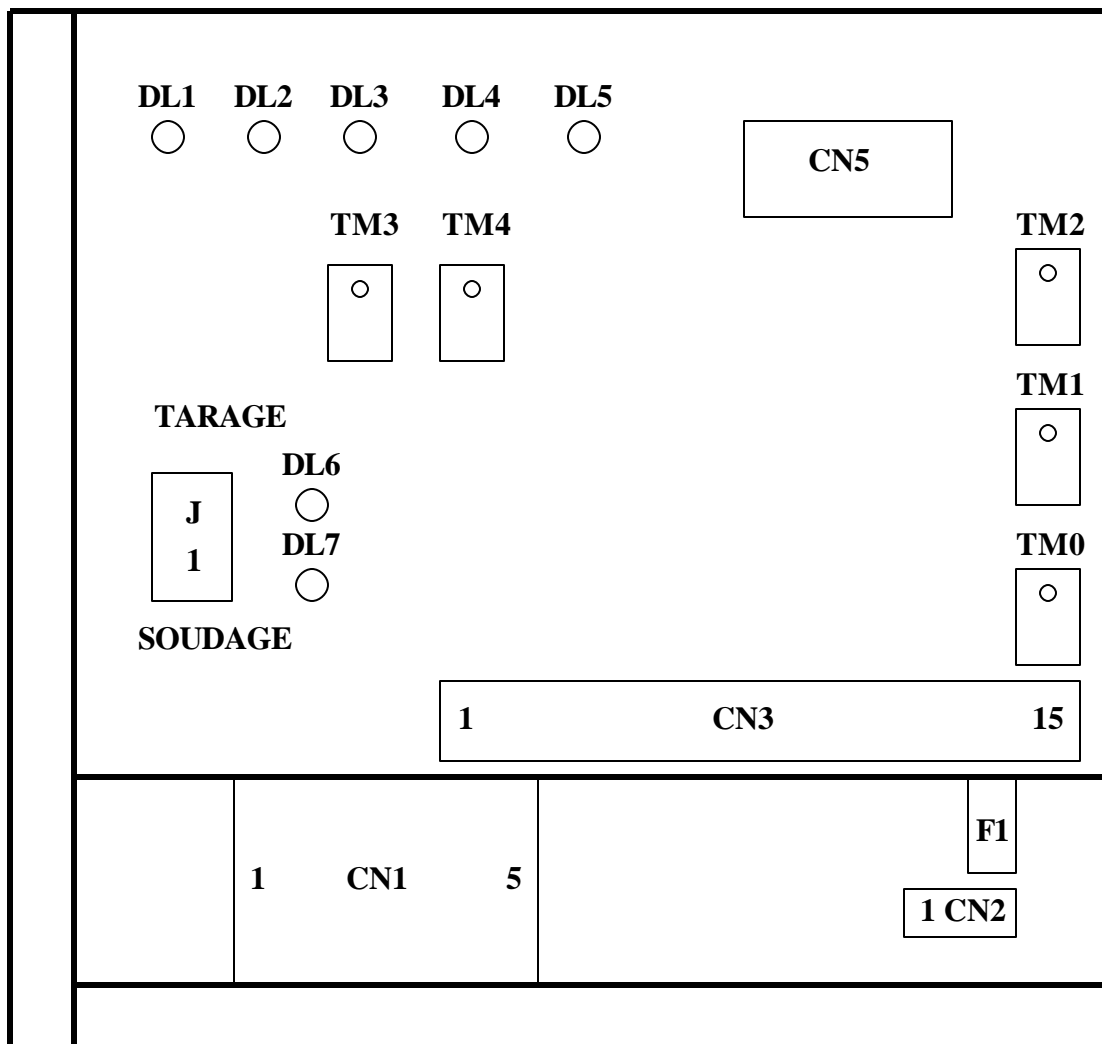 DL1 DL2 DL3 DL4 DL5
CN5
TM3 TM4 TM2
TM1
TARAGE
DL6
J
DL7 TM0
1
SOUDAGE
1 CN3 15
F1
1 CN1 5
1 CN2